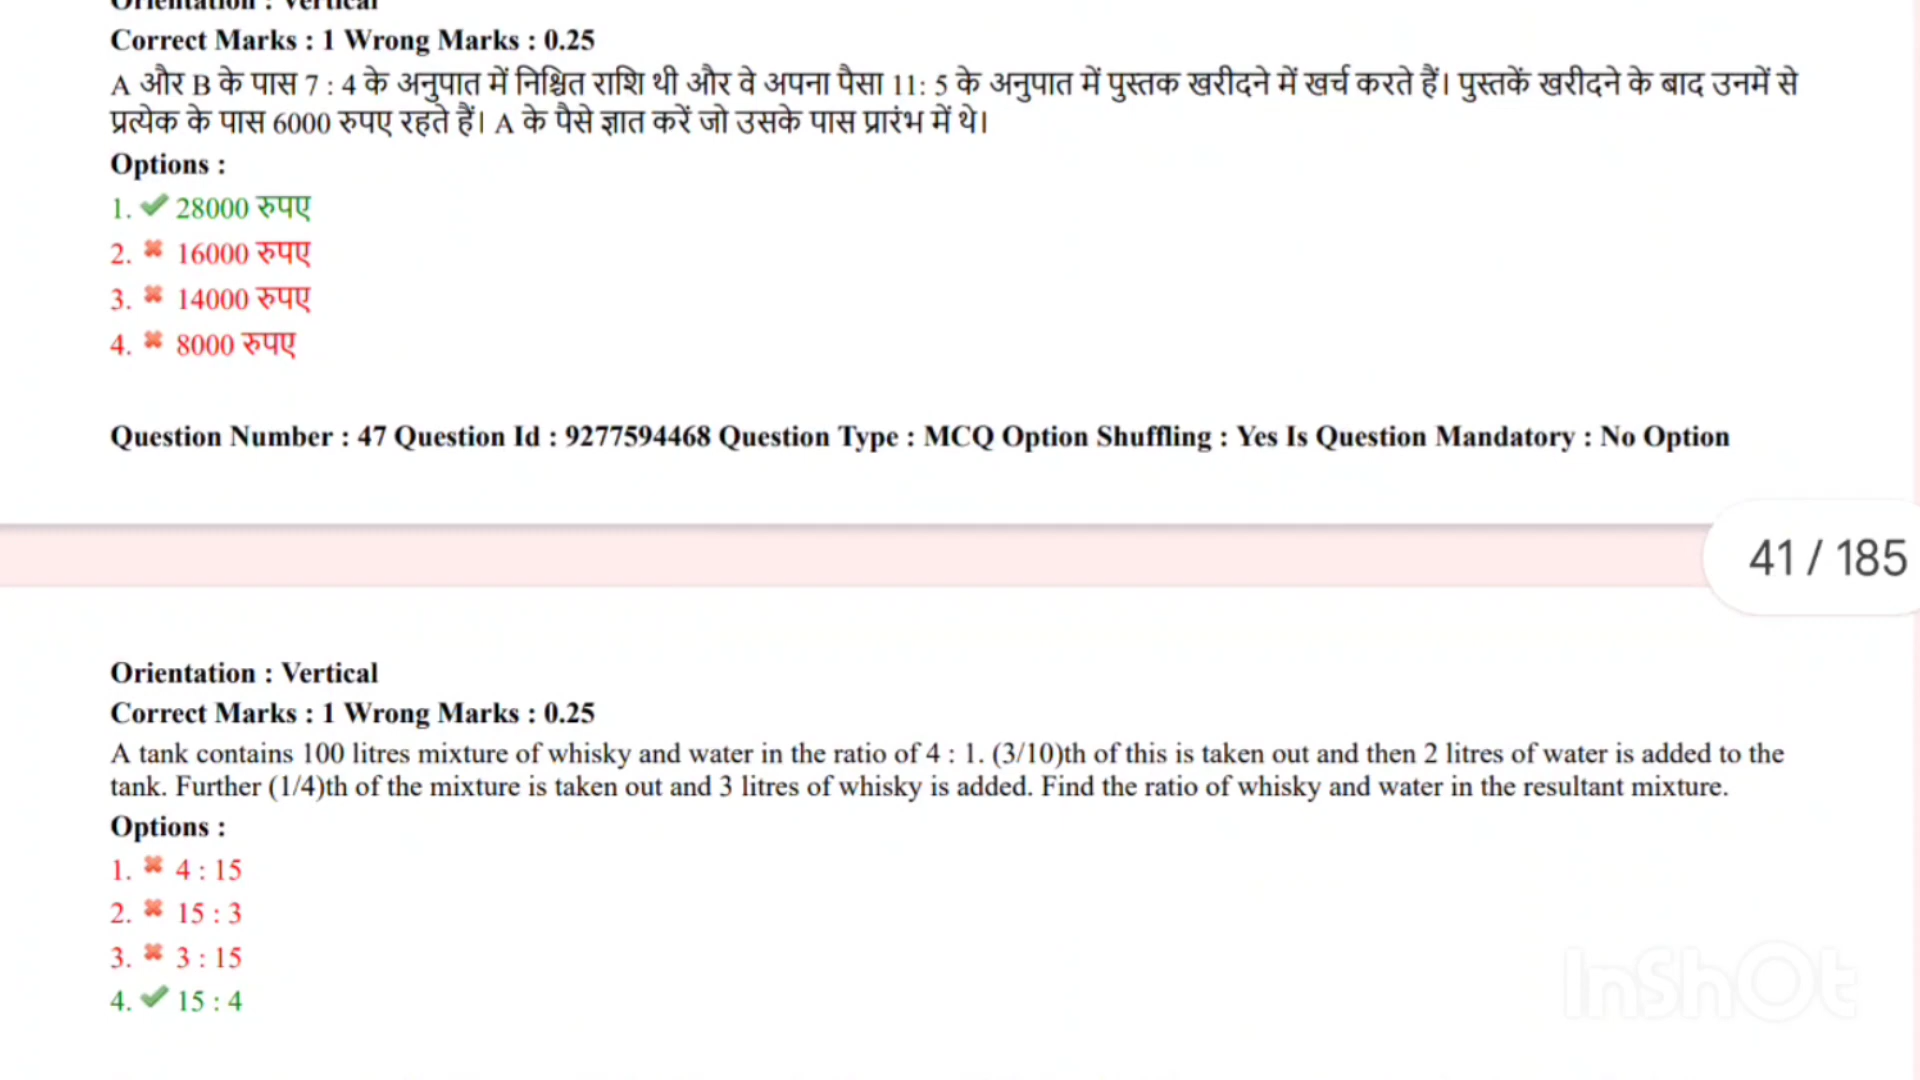 Orientation : Vertical
Correct Marks : 1 Wrong Marks : 0.25
A और B के पास 7 : 4 के अनुपात में निश्चित राशि थी और वे अपना पैसा 11: 5 के अनुपात में पुस्तक खरीदने में खर्च करते हैं। पुस्तकें खरीदने के बाद उनमें से
प्रत्येक के पास 6000 रुपए रहते हैं। A के पैसे ज्ञात करें जो उसके पास प्रारंभ में थे।
Options :
1. ✔ 28000 रुपए
2. ✖ 16000 रुपए
3. ✖ 14000 रुपए
4. ✖ 8000 रुपए
Question Number : 47 Question Id : 9277594468 Question Type : MCQ Option Shuffling : Yes Is Question Mandatory : No Option
41 / 185
Orientation : Vertical
Correct Marks : 1 Wrong Marks : 0.25
A tank contains 100 litres mixture of whisky and water in the ratio of 4 : 1. (3/10)th of this is taken out and then 2 litres of water is added to the
tank. Further (1/4)th of the mixture is taken out and 3 litres of whisky is added. Find the ratio of whisky and water in the resultant mixture.
Options :
1. ✖ 4 : 15
2. ✖ 15 : 3
3. ✖ 3 : 15
4. ✔ 15 : 4
InShOt